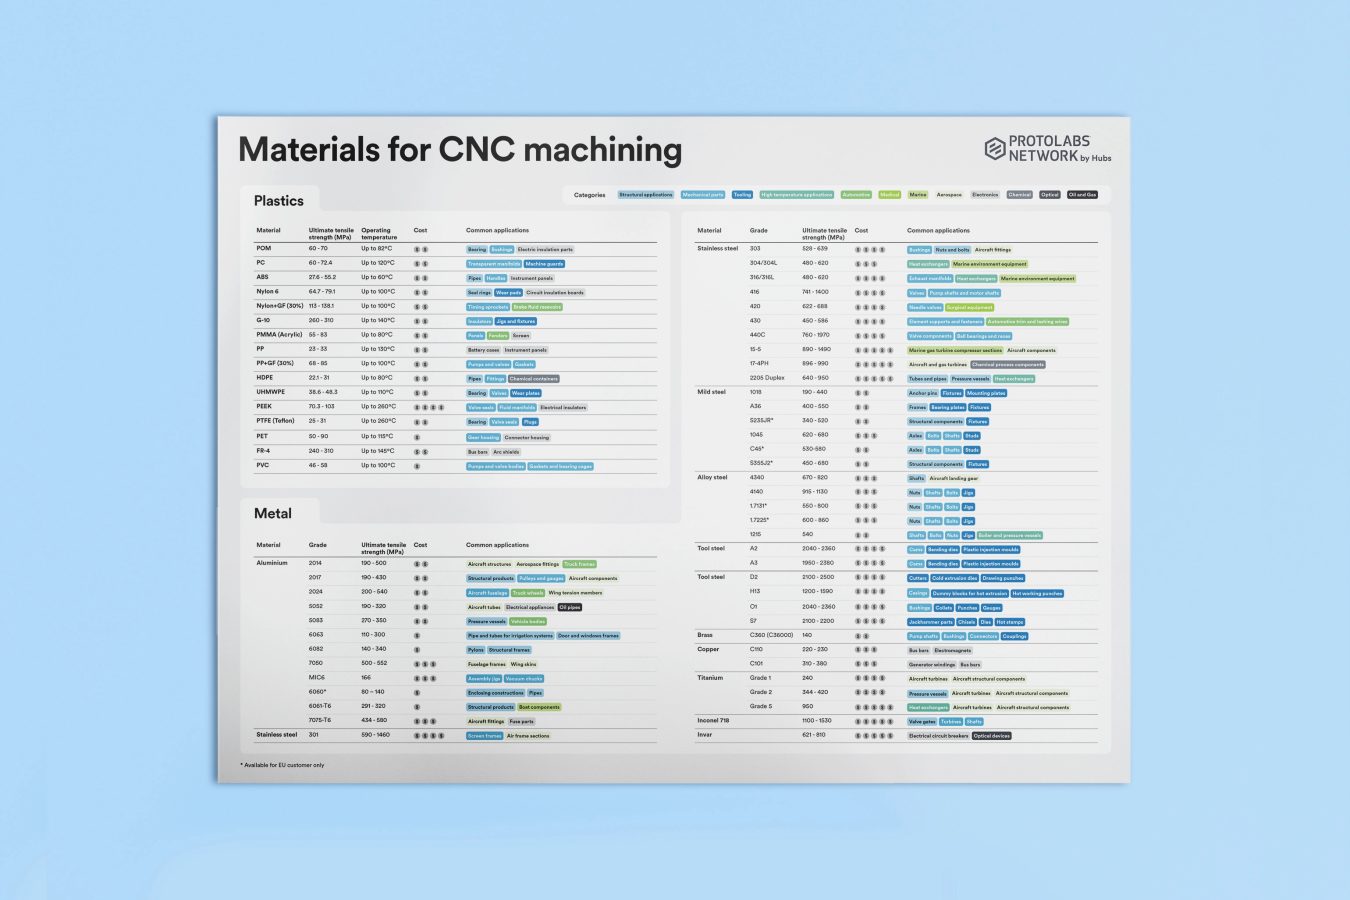 Materials for CNC machining
PROTOLABS
NETWORK by Hubs
Categories Structural applications Mechanical parts Tooling High temperature applications Automotive Medical Marine Aerospace Electronics Chemical Optical Oil and Gas
Plastics
Material Ultimate tensile strength (MPa) Operating temperature Cost Common applications
POM 60 - 70 Up to 82ºC $ $ Bearing Bushings Electric insulation parts
PC 60 - 72.4 Up to 120ºC $ $ Transparent manifolds Machine guards
ABS 27.6 - 55.2 Up to 60ºC $ $ Pipes Handles Instrument panels
Nylon 6 64.7 - 79.1 Up to 100ºC $ $ Seal rings Wear pads Circuit insulation boards
Nylon+GF (30%) 113 - 138.1 Up to 100ºC $ $ Timing sprockets Brake fluid resevoirs
G-10 260 - 310 Up to 140ºC $ $ Insulators Jigs and fixtures
PMMA (Acrylic) 55 - 83 Up to 80ºC $ $ Panels Fenders Screen
PP 23 - 33 Up to 130ºC $ $ Battery cases Instrument panels
PP+GF (30%) 68 - 85 Up to 100ºC $ $ Pumps and valves Gaskets
HDPE 22.1 - 31 Up to 80ºC $ $ Pipes Fittings Chemical containers
UHMWPE 38.6 - 48.3 Up to 110ºC $ $ Bearing Valves Wear plates
PEEK 70.3 - 103 Up to 260ºC $ $ $ $ Valve seals Fluid manifolds Electrical insulators
PTFE (Teflon) 25 - 31 Up to 260ºC $ $ Bearing Valve seals Plugs
PET 50 - 90 Up to 115ºC $ Gear housing Connector housing
FR-4 240 - 310 Up to 145ºC $ $ Bus bars Arc shields
PVC 46 - 58 Up to 100ºC $ Pumps and valve bodies Gaskets and bearing cages
Metal
Material Grade Ultimate tensile strength (MPa) Cost Common applications
Aluminium 2014 190 - 500 $ $ Aircraft structures Aerospace fittings Truck frames
2017 190 - 430 $ $ Structural products Pulleys and gauges Aircraft components
2024 200 - 540 $ $ Aircraft fuselage Truck wheels Wing tension members
5052 190 - 320 $ $ Aircraft tubes Electrical appliances Oil pipes
5083 270 - 350 $ $ Pressure vessels Vehicle bodies
6063 110 - 300 $ Pipe and tubes for irrigation systems Door and windows frames
6082 140 - 340 $ Pylons Structural frames
7050 500 - 552 $ $ $ Fuselage frames Wing skins
MIC6 166 $ $ $ Assembly jigs Vacuum chucks
6060* 80 – 140 $ Enclosing constructions Pipes
6061-T6 291 - 320 $ Structural products Boat components
7075-T6 434 - 580 $ $ $ Aircraft fittings Fuse parts
Stainless steel 301 590 - 1460 $ $ $ $ Screen frames Air frame sections
* Available for EU customer only
Material Grade Ultimate tensile strength (MPa) Cost Common applications
Stainless steel 303 528 - 639 $ $ $ $ Bushings Nuts and bolts Aircraft fittings
304/304L 480 - 620 $ $ $ Heat exchangers Marine environment equipment
316/316L 480 - 620 $ $ $ $ Exhaust manifolds Heat exchangers Marine environment equipment
416 741 - 1400 $ $ $ $ Valves Pump shafts and motor shafts
420 622 - 688 $ $ $ $ Needle valves Surgical equipment
430 450 - 586 $ $ $ $ Element supports and fasteners Automotive trim and lashing wires
440C 760 - 1970 $ $ $ $ Valve components Ball bearings and races
15-5 890 - 1490 $ $ $ $ $ Marine gas turbine compressor sections Aircraft components
17-4PH 896 - 990 $ $ $ $ $ Aircraft and gas turbines Chemical process components
2205 Duplex 640 - 950 $ $ $ $ $ Tubes and pipes Pressure vessels Heat exchangers
Mild steel 1018 190 - 440 $ $ Anchor pins Fixtures Mounting plates
A36 400 - 550 $ $ Frames Bearing plates Fixtures
S235JR* 340 - 520 $ $ Structural components Fixtures
1045 620 - 680 $ $ $ Axles Bolts Shafts Studs
C45* 530-580 $ $ Axles Bolts Shafts Studs
S355J2* 450 - 680 $ $ Structural components Fixtures
Alloy steel 4340 670 - 820 $ $ $ Shafts Aircraft landing gear
4140 915 - 1130 $ $ $ Nuts Shafts Bolts Jigs
1.7131* 550 - 800 $ $ $ Nuts Shafts Bolts Jigs
1.7225* 600 - 860 $ $ $ Nuts Shafts Bolts Jigs
1215 540 $ $ Shafts Bolts Nuts Jigs Boiler and pressure vessels
Tool steel A2 2040 - 2360 $ $ $ $ Cams Bending dies Plastic injection moulds
A3 1950 - 2380 $ $ $ $ Cams Bending dies Plastic injection moulds
Tool steel D2 2100 - 2500 $ $ $ $ Cutters Cold extrusion dies Drawing punches
H13 1200 - 1590 $ $ $ $ Casings Dummy blocks for hot extrusion Hot working punches
O1 2040 - 2360 $ $ $ $ Bushings Collets Punches Gauges
S7 2100 - 2200 $ $ $ $ Jackhammer parts Chisels Dies Hot stamps
Brass C360 (C36000) 140 $ $ Pump shafts Bushings Connectors Couplings
Copper C110 220 - 230 $ $ $ Bus bars Electromagnets
C101 310 - 380 $ $ $ Generator windings Bus bars
Titanium Grade 1 240 $ $ $ $ Aircraft turbines Aircraft structural components
Grade 2 344 - 420 $ $ $ $ Pressure vessels Aircraft turbines Aircraft structural components
Grade 5 950 $ $ $ $ $ Heat exchangers Aircraft turbines Aircraft structural components
Inconel 718 1100 - 1530 $ $ $ $ $ Valve gates Turbines Shafts
Invar 621 - 810 $ $ $ $ $ Electrical circuit breakers Optical devices